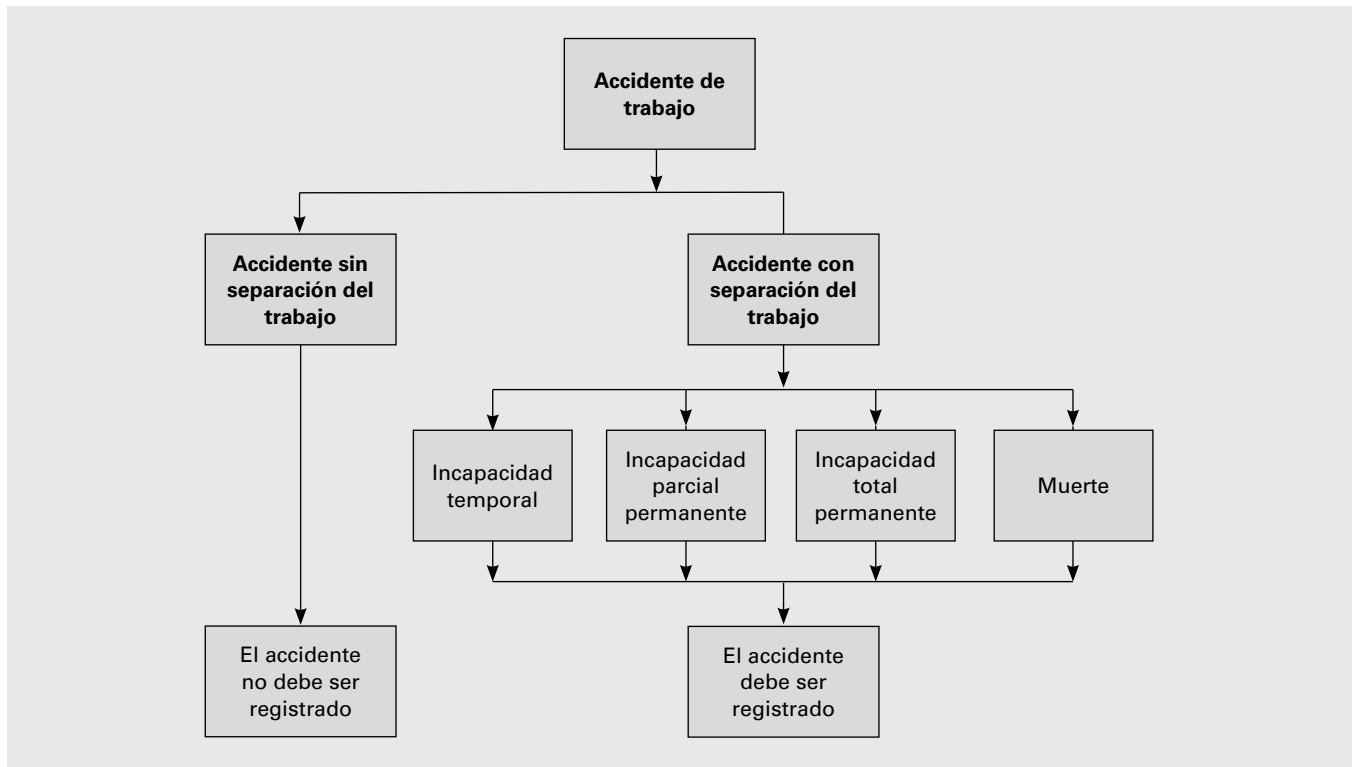 Accidente de
trabajo
Accidente sin
separación del
trabajo
Accidente con
separación del
trabajo
Incapacidad
temporal
Incapacidad
parcial
permanente
Incapacidad
total
permanente
Muerte
El accidente
no debe ser
registrado
El accidente
debe ser
registrado